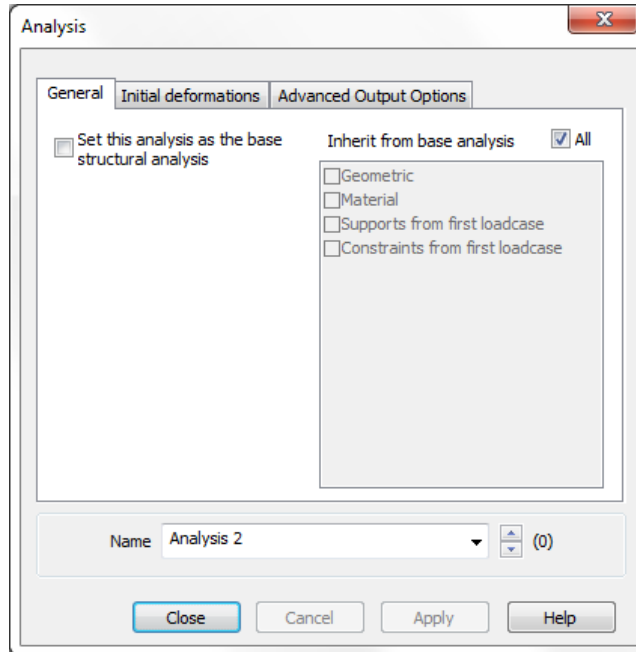 Analysis
General Initial deformations Advanced Output Options
Set this analysis as the base
structural analysis
Inherit from base analysis All
Geometric
Material
Supports from first loadcase
Constraints from first loadcase
Name Analysis 2 (0)
Close Cancel Apply Help